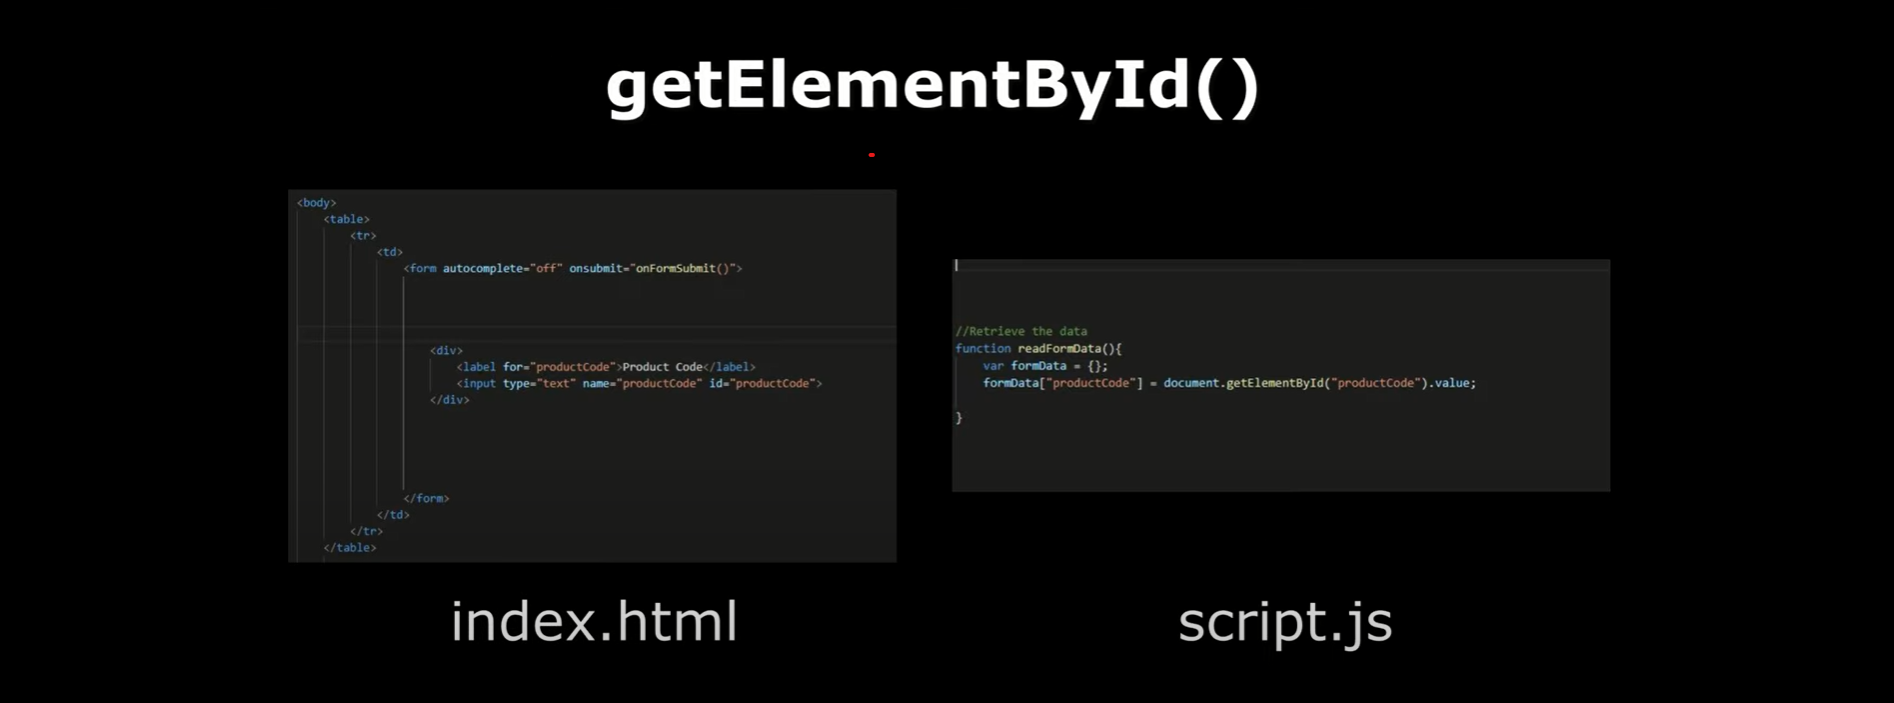 getElementById()
<body>
<table>
<tr>
<td>
<form autocomplete="off" onsubmit="onFormSubmit()">
<div>
<label for="productCode">Product Code</label>
<input type="text" name="productCode" id="productCode">
</div>
</form>
</td>
</tr>
</table>
index.html
//Retrieve the data
function readFormData(){
var formData = {};
formData["productCode"] = document.getElementById("productCode").value;
}
script.js